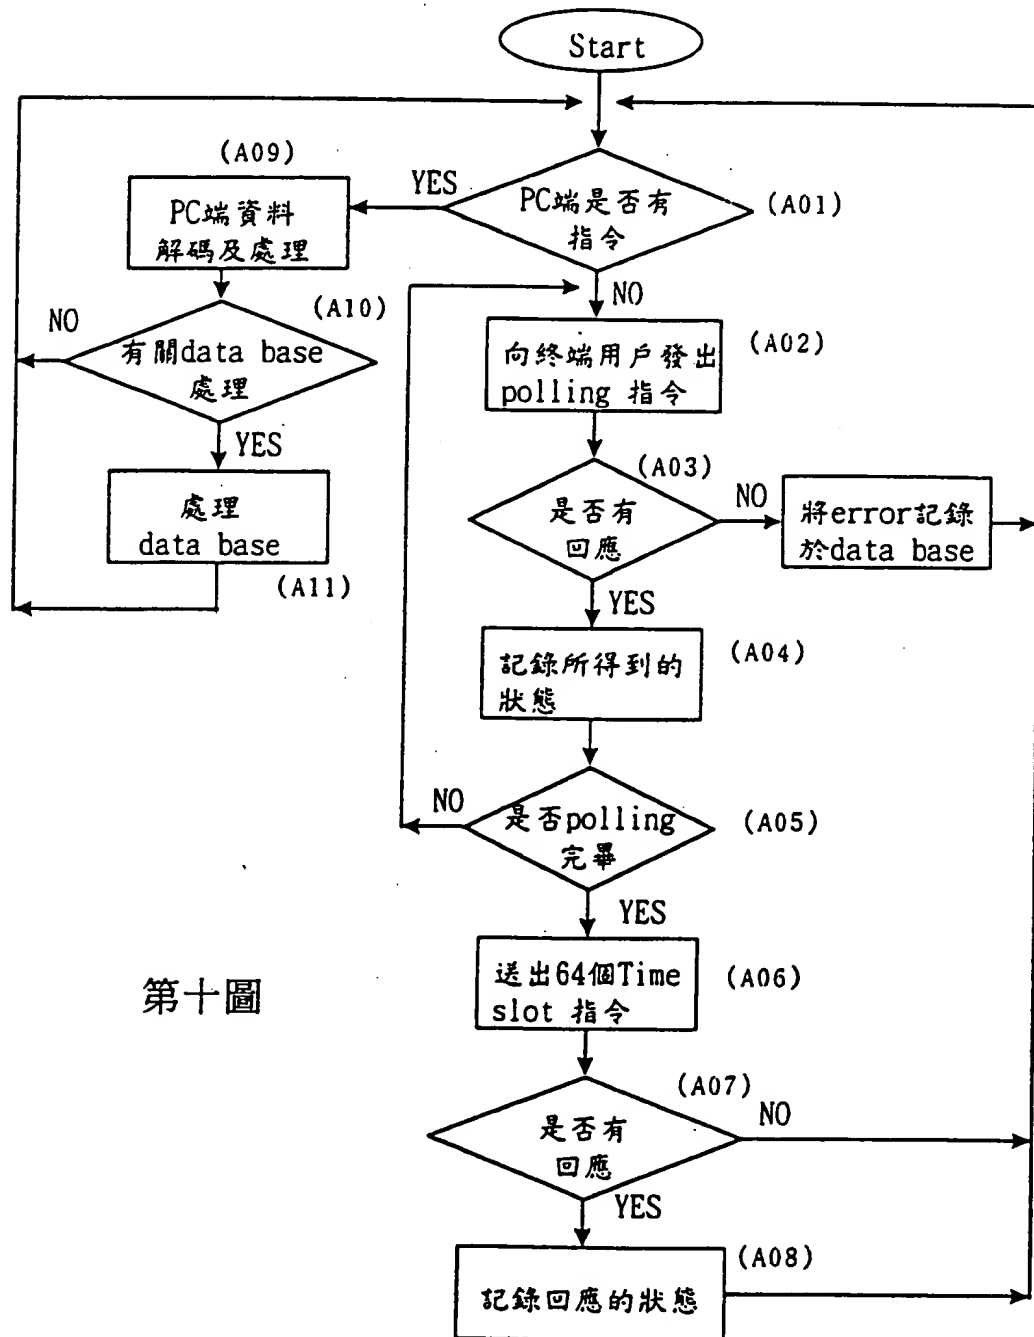 Start
(A09)
YES
PC端資料
解碼及處理
PC端是否有
指令
(A01)
NO
(A10)
NO
有關data base
處理
向終端用戶發出
polling 指令
(A02)
YES
(A03)
處理
data base
是否有
回應
NO
將error記錄
於data base
(A11)
YES
記錄所得到的
狀態
(A04)
NO
是否polling
完畢
(A05)
YES
第十圖
送出64個Time
slot 指令
(A06)
(A07)
是否有
回應
NO
YES
(A08)
記錄回應的狀態